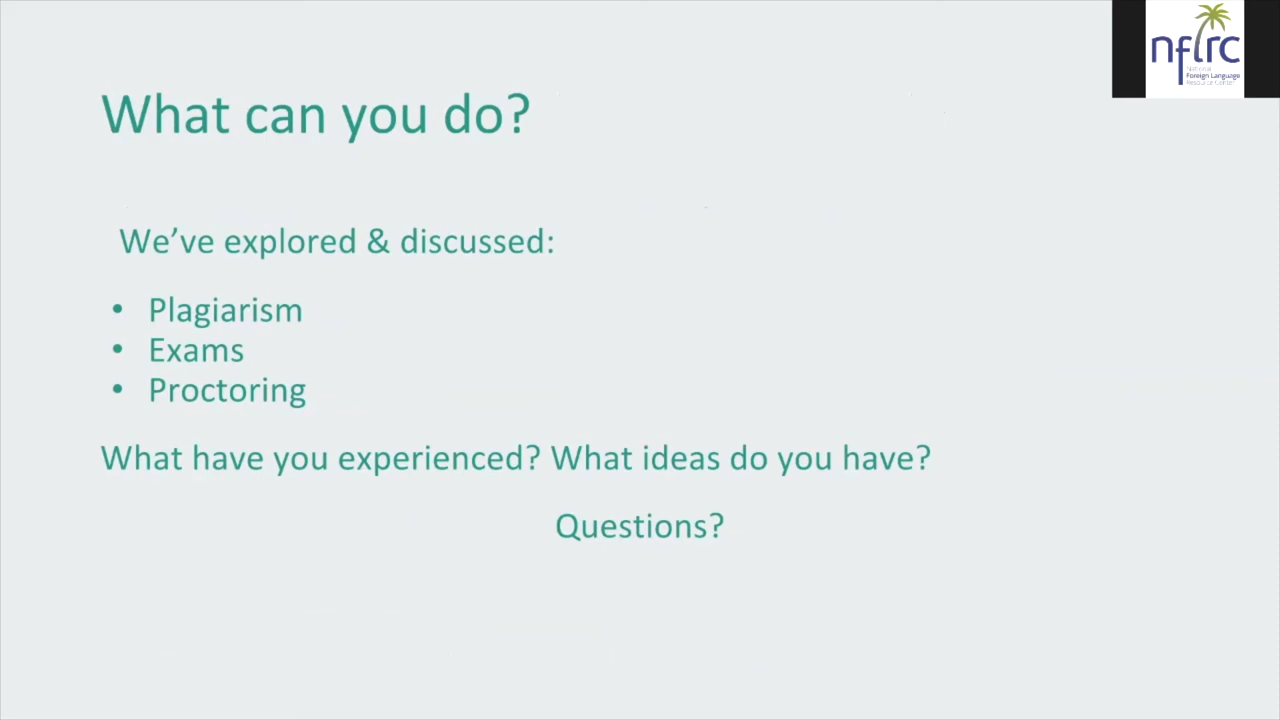 nflrc
National
Foreign Language
Resource Center
What can you do?
We’ve explored & discussed:
• Plagiarism
• Exams
• Proctoring
What have you experienced? What ideas do you have?
Questions?